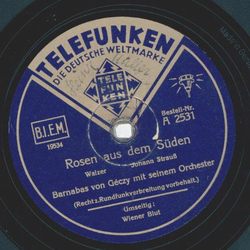 TELEFUNKEN
DIE DEUTSCHE WELTMARKE
TELE
FUN
KEN
B.I.E.M.
19534
Bestell-Nr.
A 2531
Rosen aus dem Süden
Walzer Johann Strauß
Barnabas von Géczy mit seinem Orchester
(Recht z. Rundfunkverbreitung vorbehalt.)
Umseitig:
Wiener Blut